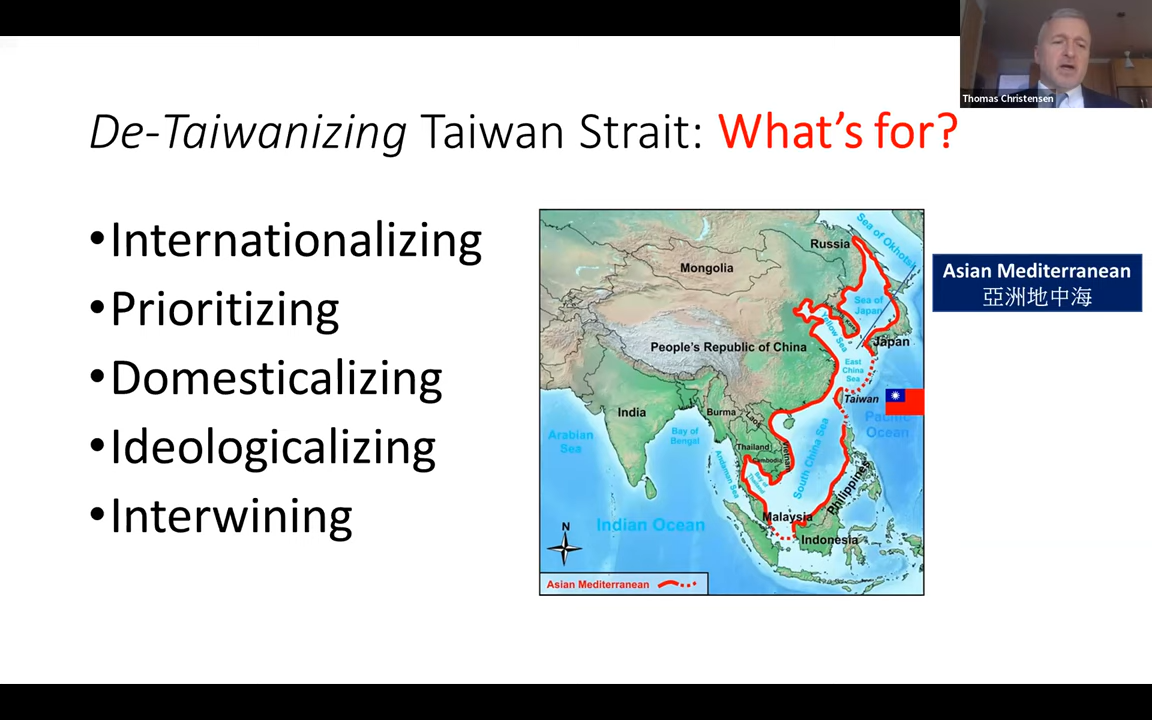 Thomas Christensen
De-Taiwanizing Taiwan Strait: What's for?
•Internationalizing
•Prioritizing
•Domesticalizing
•Ideologicalizing
•Interwining
Asian Mediterranean
亞洲地中海
Sea of Okhotsk
Russia
Mongolia
Sea of
Japan
Yellow Sea
Japan
People's Republic of China
East
China
Sea
Taiwan
Pacific
Ocean
India
Burma
Laos
Arabian
Sea
Bay of
Bengal
Thailand
Vietnam
Cambodia
Andaman Sea
South China Sea
Philippines
Malaysia
N
Indian Ocean
Indonesia
Asian Mediterranean